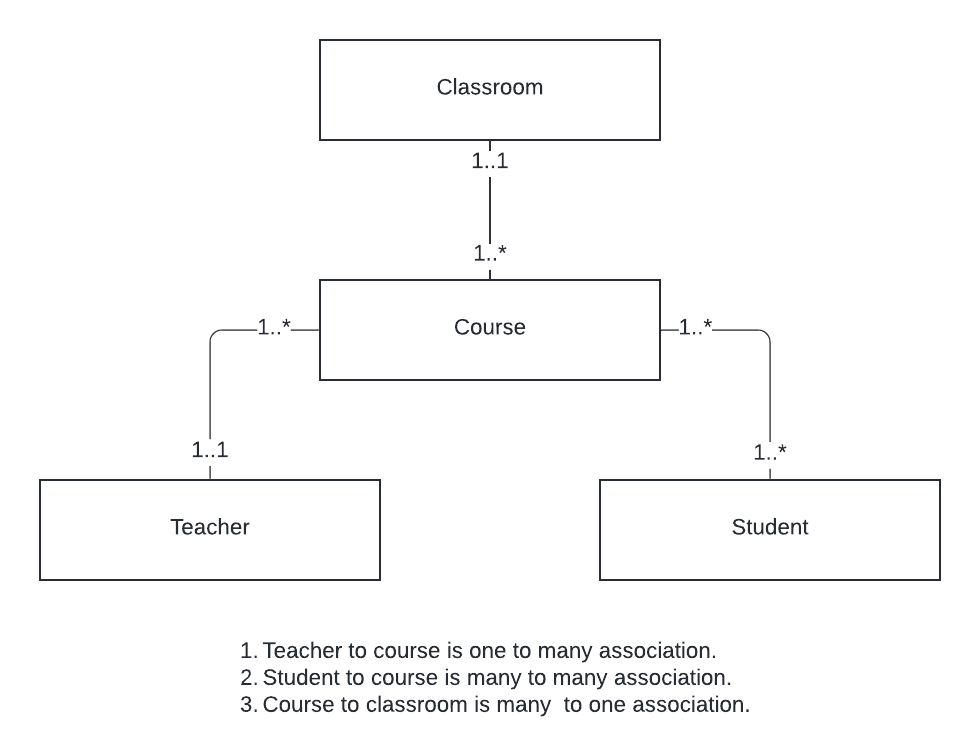 Classroom
1..1
1..*
Course
1..*
1..*
1..1
1..*
Teacher
Student
1. Teacher to course is one to many association.
2. Student to course is many to many association.
3. Course to classroom is many  to one association.